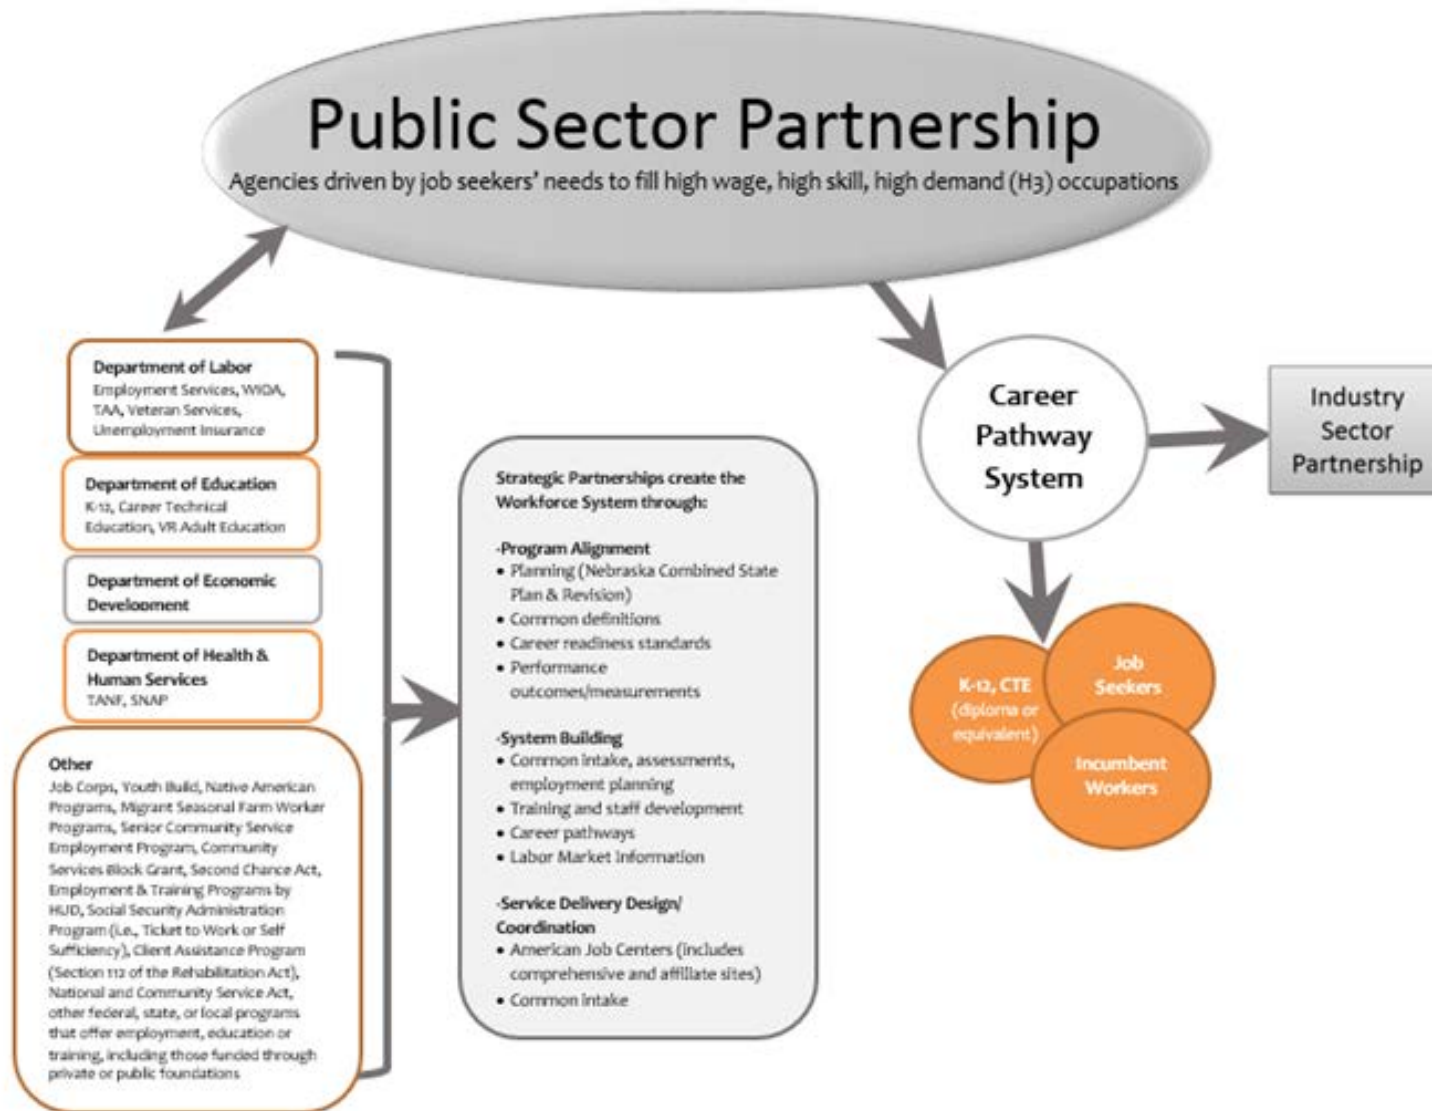 Public Sector Partnership
Agencies driven by job seekers' needs to fill high wage, high skill, high demand (H3) occupations
Department of Labor
Employment Services, WIOA,
TAA, Veteran Services,
Unemployment Insurance
Department of Education
K-12, Career Technical
Education, VR Adult Education
Department of Economic
Development
Department of Health &
Human Services
TANF, SNAP
Other
Job Corps, Youth Build, Native American
Programs, Migrant Seasonal Farm Worker
Programs, Senior Community Service
Employment Program, Community
Services Block Grant, Second Chance Act,
Employment & Training Programs by
HUD, Social Security Administration
Program (i.e., Ticket to Work or Self
Sufficiency), Client Assistance Program
(Section 112 of the Rehabilitation Act),
National and Community Service Act,
other federal, state, or local programs
that offer employment, education or
training, including those funded through
private or public foundations
Strategic Partnerships create the
Workforce System through:
-Program Alignment
• Planning (Nebraska Combined State
Plan & Revision)
• Common definitions
• Career readiness standards
• Performance
outcomes/measurements
-System Building
• Common intake, assessments,
employment planning
• Training and staff development
• Career pathways
• Labor Market Information
-Service Delivery Design/
Coordination
• American Job Centers (includes
comprehensive and affiliate sites)
• Common intake
Career
Pathway
System
Industry
Sector
Partnership
K-12, CTE
(diploma or
equivalent)
Job
Seekers
Incumbent
Workers